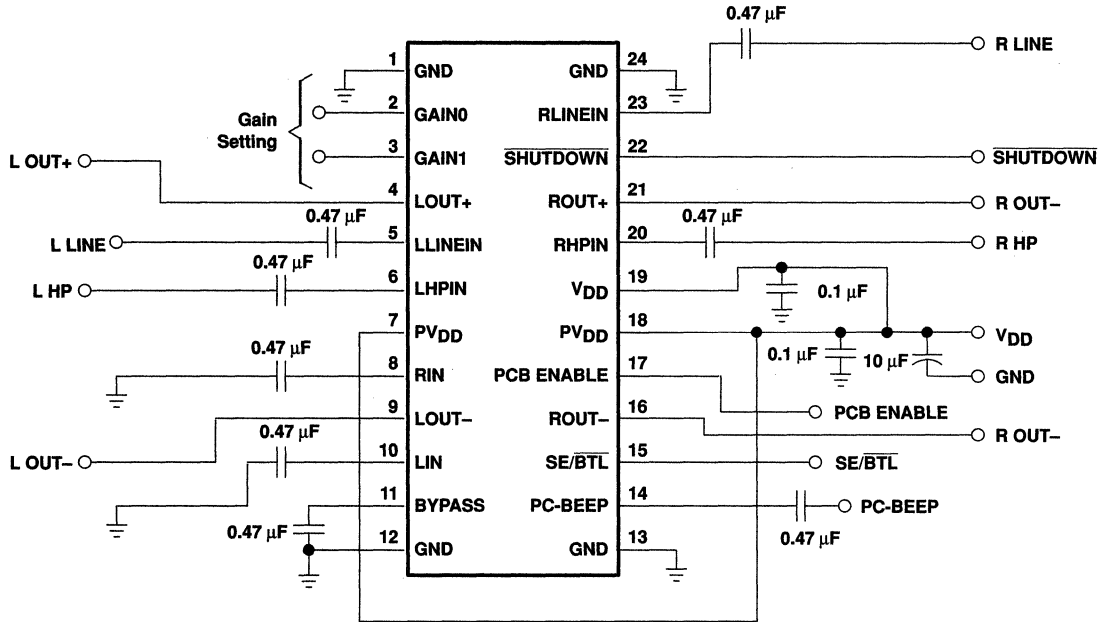 0.47 µF
R LINE
1 GND
GND 24
Gain
Setting
2 GAIN0
RLINEIN 23
3 GAIN1
SHUTDOWN 22
SHUTDOWN
L OUT+
4 LOUT+
ROUT+ 21
R OUT–
0.47 µF
L LINE
5 LLINEIN
RHPIN 20
0.47 µF
R HP
0.47 µF
L HP
6 LHPIN
VDD 19
0.1 µF
7 PVDD
PVDD 18
0.1 µF
10 µF
VDD
GND
0.47 µF
8 RIN
PCB ENABLE 17
PCB ENABLE
9 LOUT–
ROUT– 16
R OUT–
0.47 µF
L OUT–
10 LIN
SE/BTL 15
SE/BTL
11 BYPASS
PC-BEEP 14
PC-BEEP
0.47 µF
0.47 µF
12 GND
GND 13